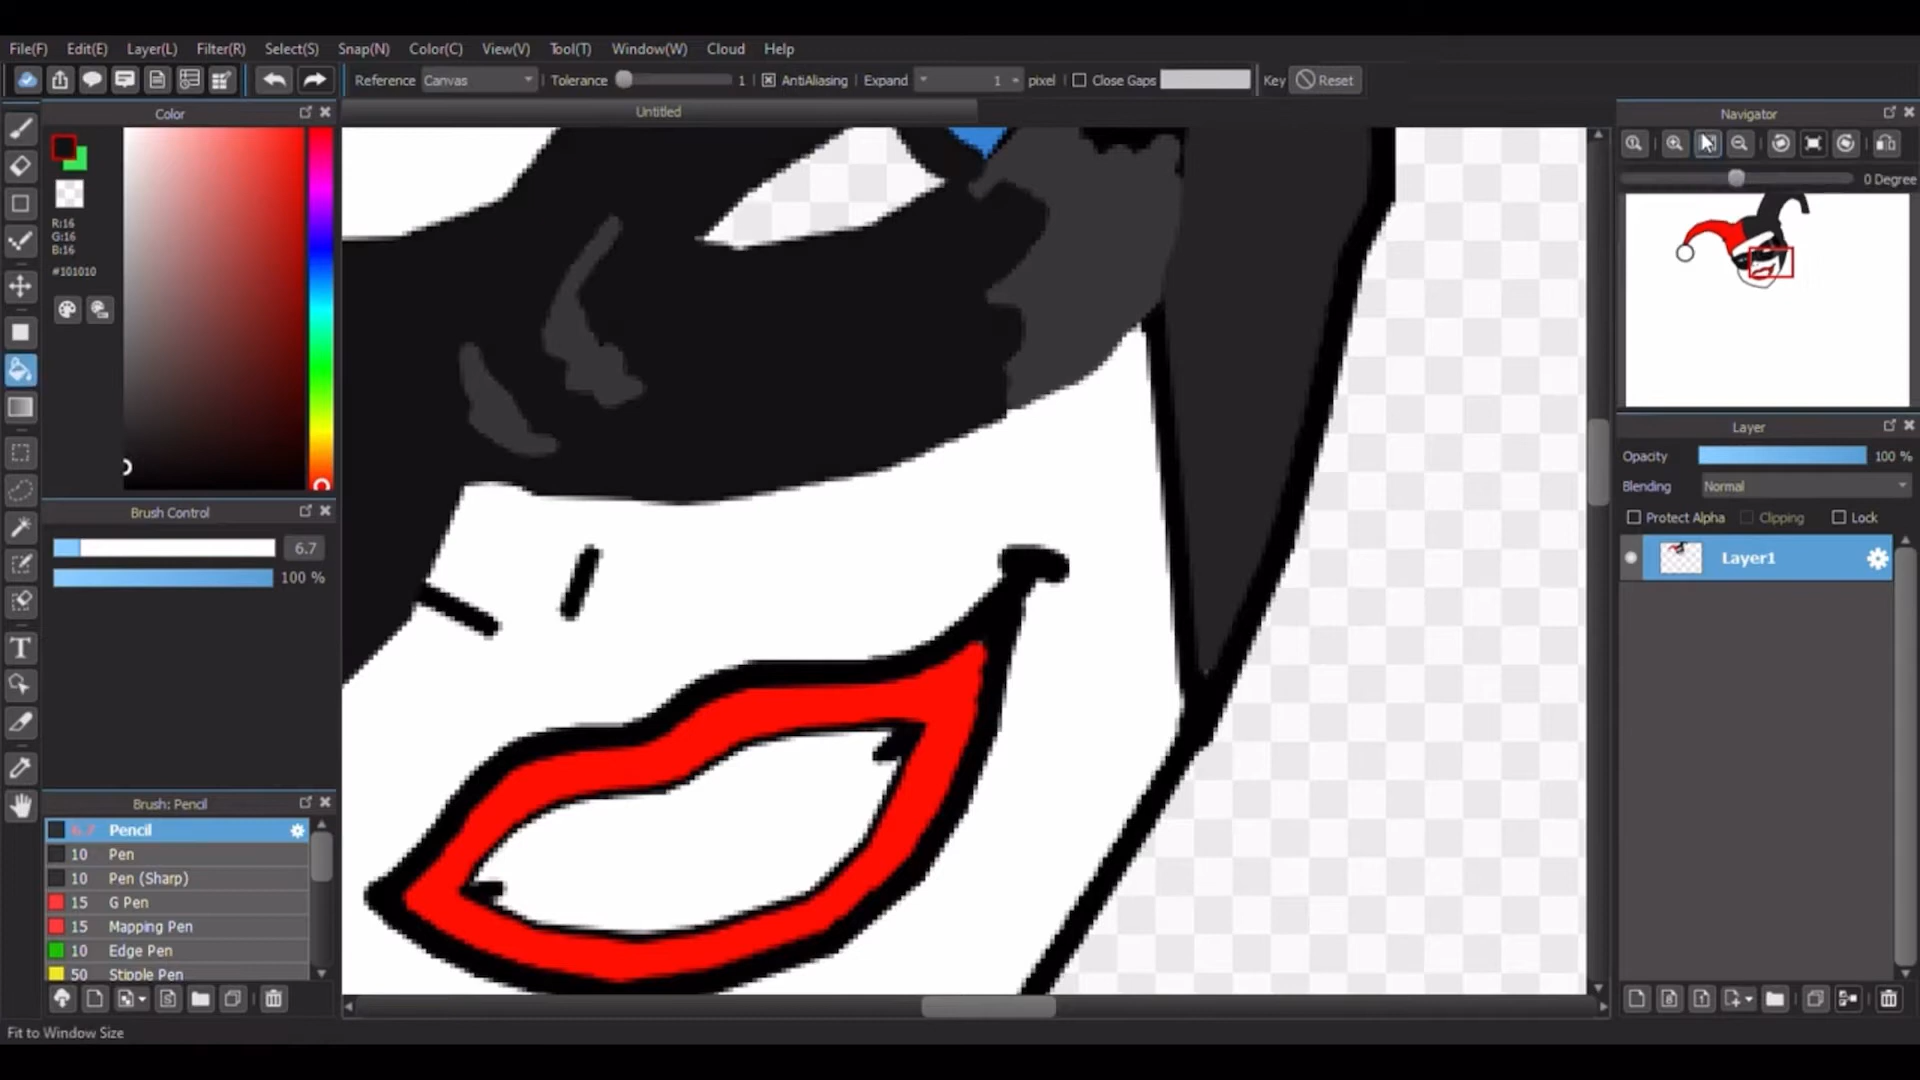 File(F) Edit(E) Layer(L) Filter(R) Select(S) Snap(N) Color(C) View(V) Tool(T) Window(W) Cloud Help
Reference Canvas Tolerance 1 AntiAliasing Expand 1 pixel Close Gaps Key Reset
Color
Untitled
Navigator
0 Degree
R:16
G:16
B:16
#101010
Layer
Opacity 100 %
Blending Normal
Protect Alpha Clipping Lock
Layer1
Brush Control
6.7
100 %
Brush: Pencil
6.7 Pencil
10 Pen
10 Pen (Sharp)
15 G Pen
15 Mapping Pen
10 Edge Pen
50 Stipple Pen
Fit to Window Size